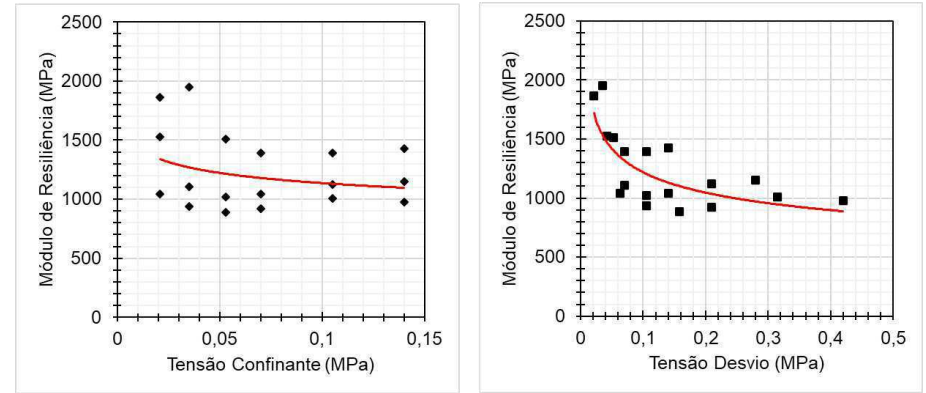 2500
2000
1500
1000
500
0
Módulo de Resiliência (MPa)
0 0,05 0,1 0,15
Tensão Confinante (MPa)
2500
2000
1500
1000
500
0
Módulo de Resiliência (MPa)
0 0,1 0,2 0,3 0,4 0,5
Tensão Desvio (MPa)